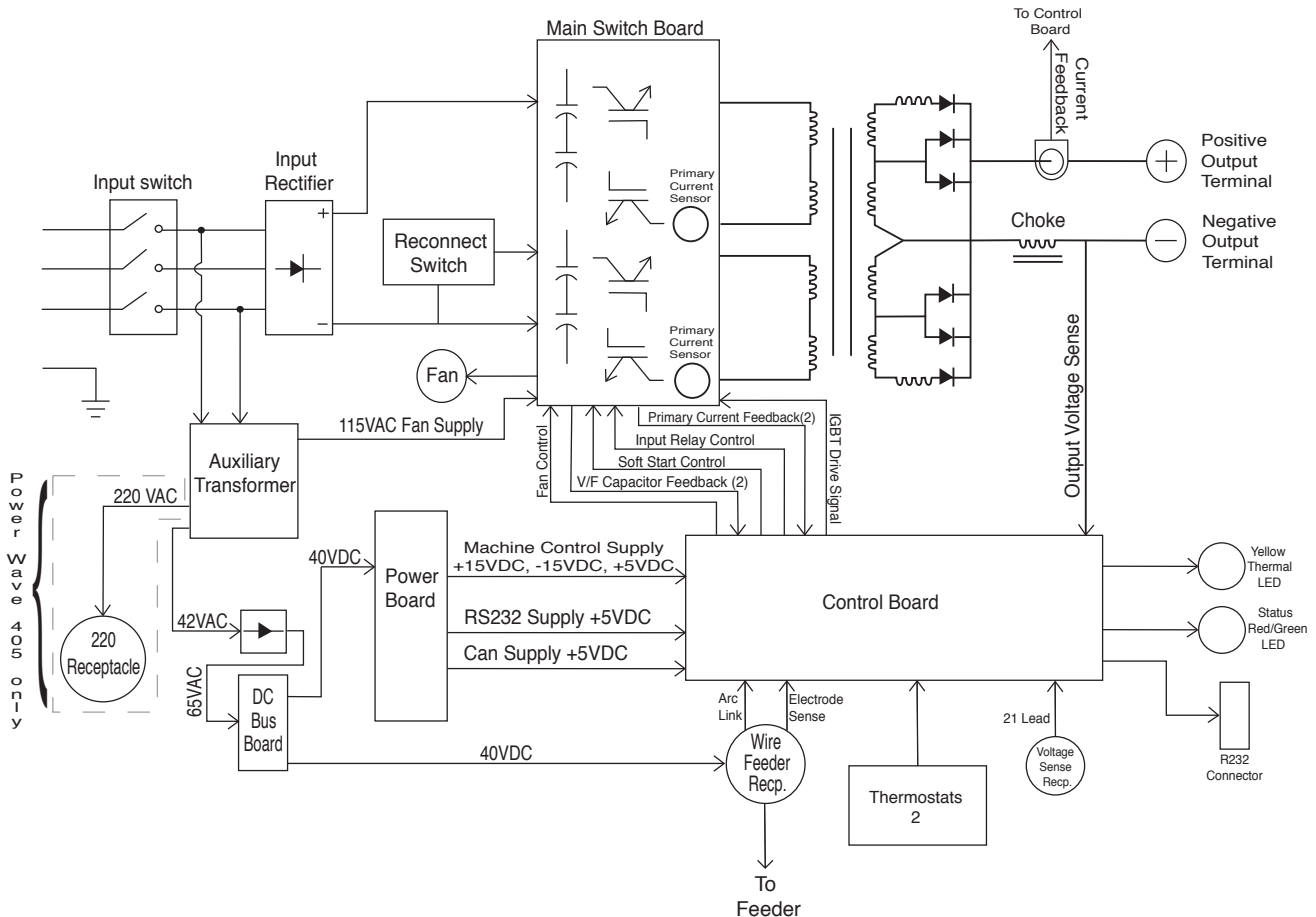 To Control
Board
Current
Feedback
Main Switch Board
Positive
Output
Terminal
Input
Rectifier
Input switch
Primary
Current
Sensor
+
+
Choke
Negative
Output
Terminal
Reconnect
Switch
−
−
Primary
Current
Sensor
Fan
Output Voltage Sense
115VAC Fan Supply
Primary Current Feedback(2)
Input Relay Control
Soft Start Control
V/F Capacitor Feedback (2)
Fan Control
IGBT Drive Signal
Auxiliary
Transformer
Power Wave 405 only
220 VAC
40VDC
Power
Board
Machine Control Supply
+15VDC, -15VDC, +5VDC
RS232 Supply +5VDC
Can Supply +5VDC
Control Board
Yellow
Thermal
LED
Status
Red/Green
LED
42VAC
220
Receptacle
65VAC
DC
Bus
Board
40VDC
Arc
Link
Electrode
Sense
Wire
Feeder
Recp.
21 Lead
Voltage
Sense
Recp.
R232
Connector
Thermostats
2
To
Feeder